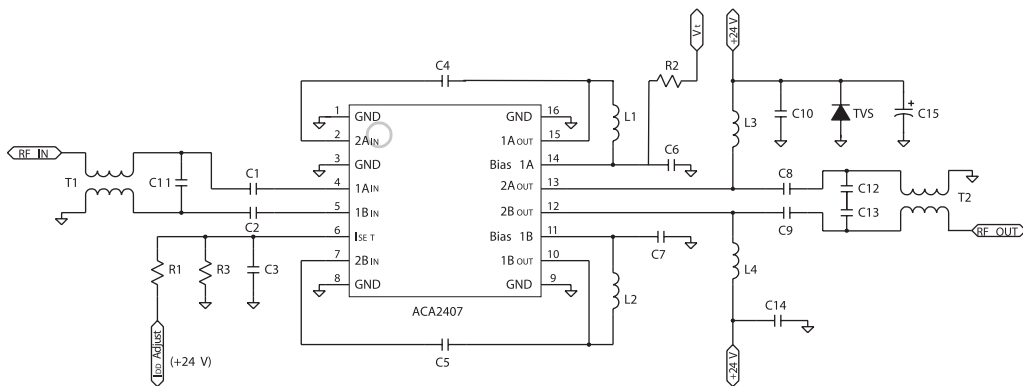 Vt
+24 V
C4
R2
1 GND GND 16
2 2AIN 1AOUT 15
L1
L3
C10
TVS
+
C15
3 GND Bias 1A 14
C6
RF IN
T1
C11
C1
4 1AIN 2AOUT 13
C8
C12
T2
5 1BIN 2BOUT 12
C2
C13
C9
RF OUT
6 ISET Bias 1B 11
C7
R1
R3
C3
7 2BIN 1BOUT 10
L4
8 GND GND 9
L2
ACA2407
C14
C5
IDD Adjust
(+24 V)
+24 V